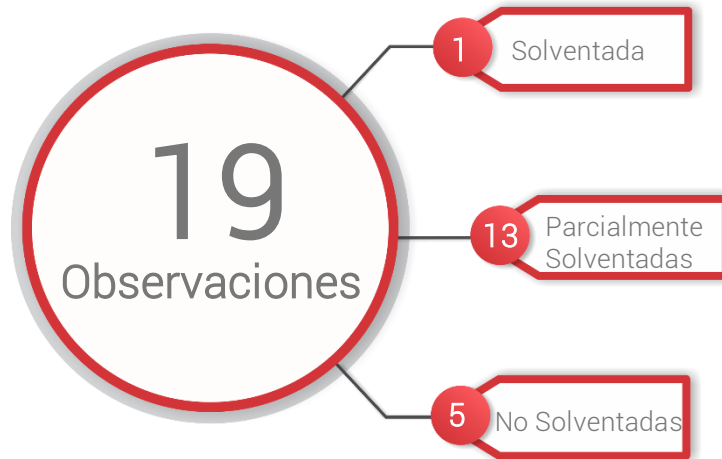 19
Observaciones
1
Solventada
13
Parcialmente
Solventadas
5
No Solventadas